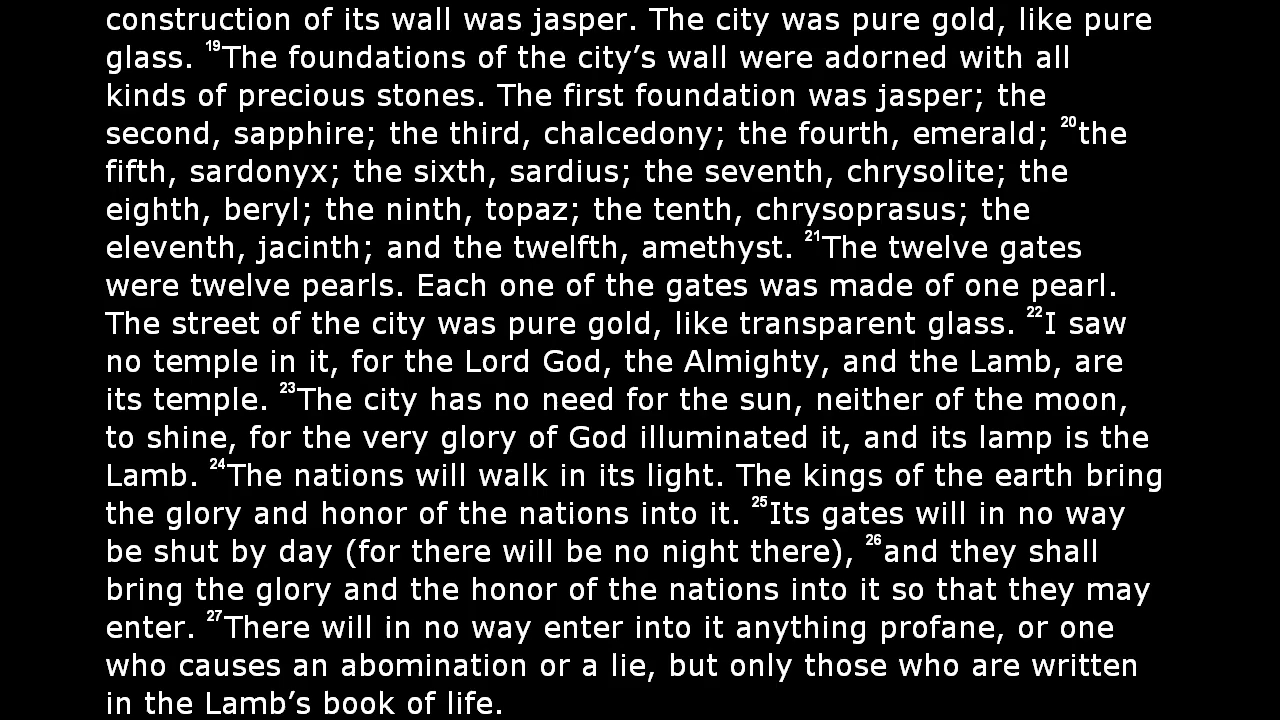 construction of its wall was jasper. The city was pure gold, like pure
glass. 19The foundations of the city’s wall were adorned with all
kinds of precious stones. The first foundation was jasper; the
second, sapphire; the third, chalcedony; the fourth, emerald; 20the
fifth, sardonyx; the sixth, sardius; the seventh, chrysolite; the
eighth, beryl; the ninth, topaz; the tenth, chrysoprasus; the
eleventh, jacinth; and the twelfth, amethyst. 21The twelve gates
were twelve pearls. Each one of the gates was made of one pearl.
The street of the city was pure gold, like transparent glass. 22I saw
no temple in it, for the Lord God, the Almighty, and the Lamb, are
its temple. 23The city has no need for the sun, neither of the moon,
to shine, for the very glory of God illuminated it, and its lamp is the
Lamb. 24The nations will walk in its light. The kings of the earth bring
the glory and honor of the nations into it. 25Its gates will in no way
be shut by day (for there will be no night there), 26and they shall
bring the glory and the honor of the nations into it so that they may
enter. 27There will in no way enter into it anything profane, or one
who causes an abomination or a lie, but only those who are written
in the Lamb’s book of life.